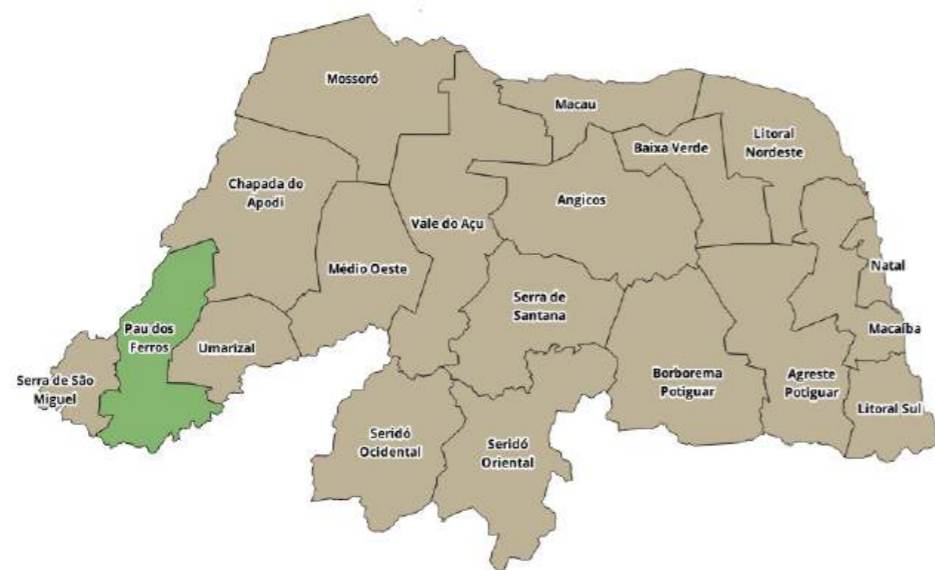 Mossoró
Macau
Litoral
Nordeste
Baixa Verde
Chapada do
Apodi
Angicos
Vale do Açu
Médio Oeste
Natal
Serra de
Santana
Pau dos
Ferros
Umarizal
Macaíba
Serra de São
Miguel
Borborema
Potiguar
Agreste
Potiguar
Litoral Sul
Seridó
Ocidental
Seridó
Oriental